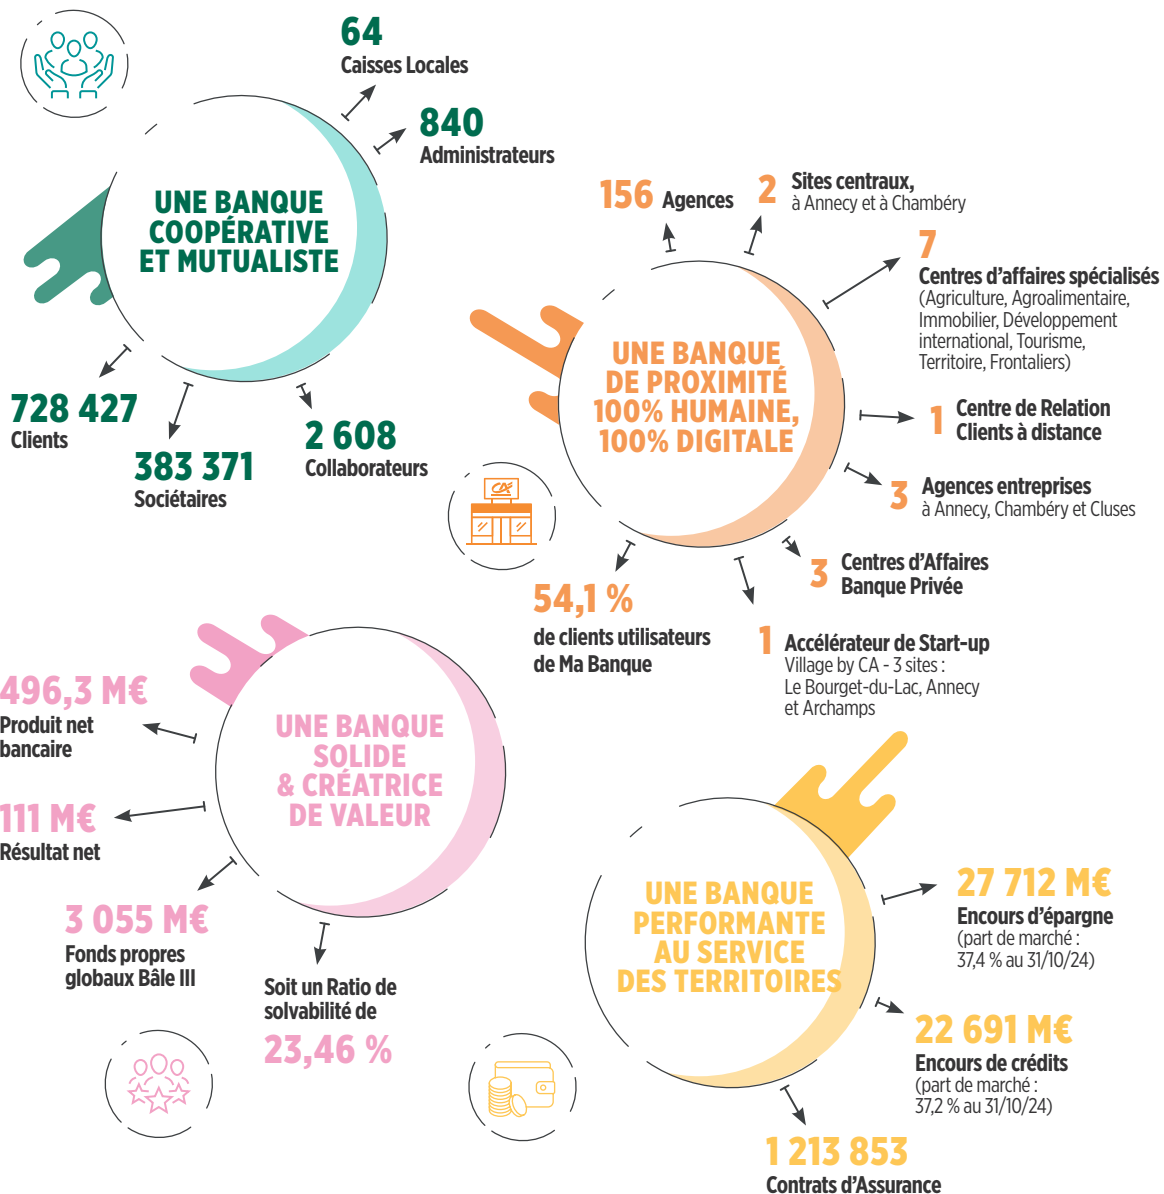 64
Caisses Locales
840
Administrateurs
UNE BANQUE
COOPÉRATIVE
ET MUTUALISTE
728 427
Clients
383 371
Sociétaires
2 608
Collaborateurs
156 Agences
2 Sites centraux,
à Annecy et à Chambéry
7
Centres d'affaires spécialisés
(Agriculture, Agroalimentaire,
Immobilier, Développement
international, Tourisme,
Territoire, Frontaliers)
UNE BANQUE
DE PROXIMITÉ
100% HUMAINE,
100% DIGITALE
1 Centre de Relation
Clients à distance
3 Agences entreprises
à Annecy, Chambéry et Cluses
3 Centres d'Affaires
Banque Privée
1 Accélérateur de Start-up
Village by CA - 3 sites :
Le Bourget-du-Lac, Annecy
et Archamps
54,1 %
de clients utilisateurs
de Ma Banque
CA
496,3 M€
Produit net
bancaire
111 M€
Résultat net
3 055 M€
Fonds propres
globaux Bâle III
Soit un Ratio de
solvabilité de
23,46 %
UNE BANQUE
SOLIDE
& CRÉATRICE
DE VALEUR
UNE BANQUE
PERFORMANTE
AU SERVICE
DES TERRITOIRES
27 712 M€
Encours d'épargne
(part de marché :
37,4 % au 31/10/24)
22 691 M€
Encours de crédits
(part de marché :
37,2 % au 31/10/24)
1 213 853
Contrats d'Assurance